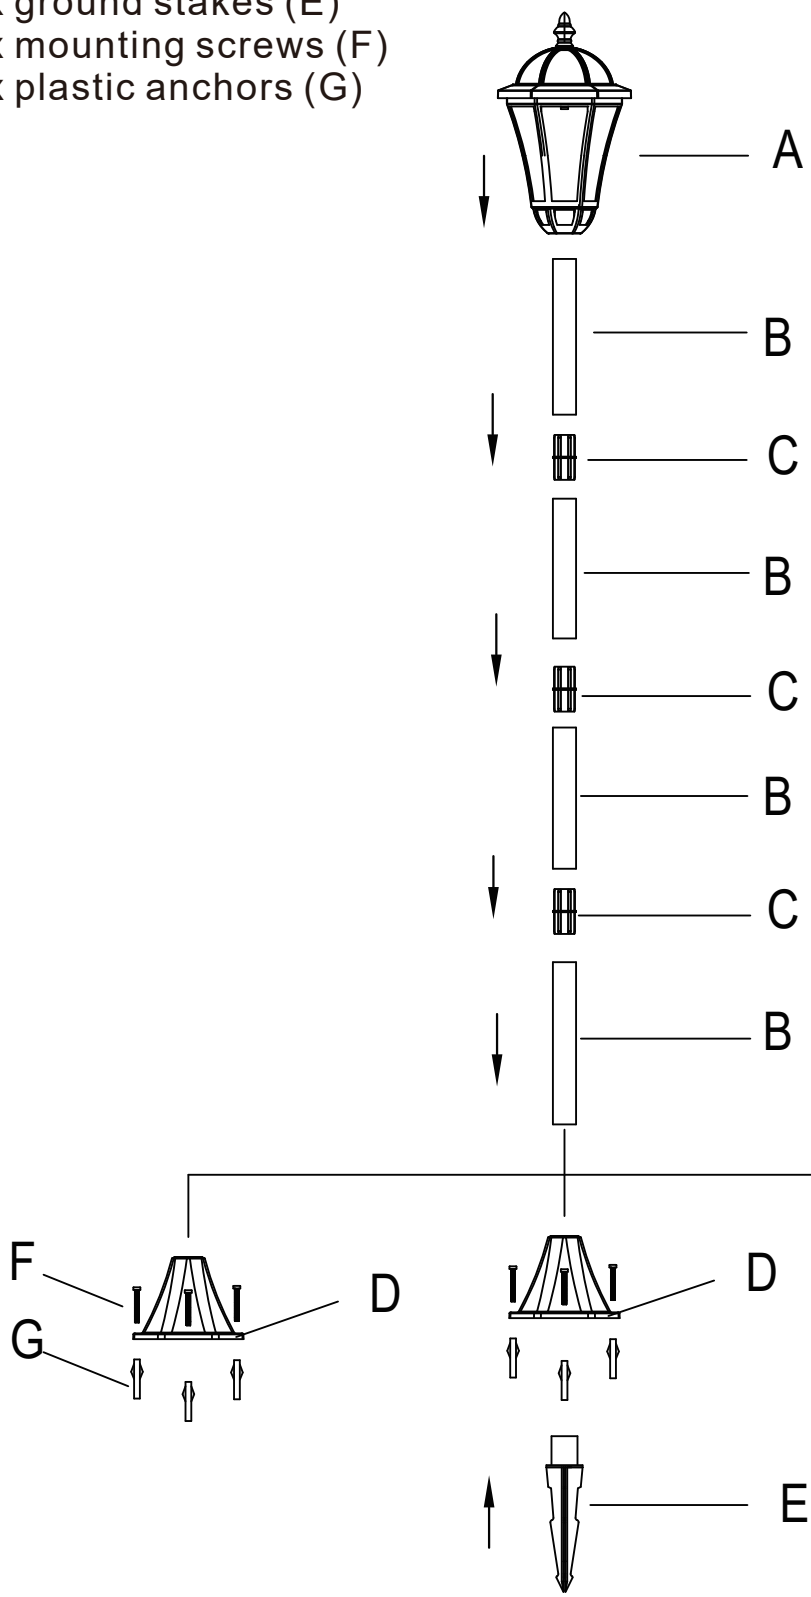 x ground stakes (E)
x mounting screws (F)
x plastic anchors (G)
A
B
C
B
C
B
C
B
F
D
D
G
E